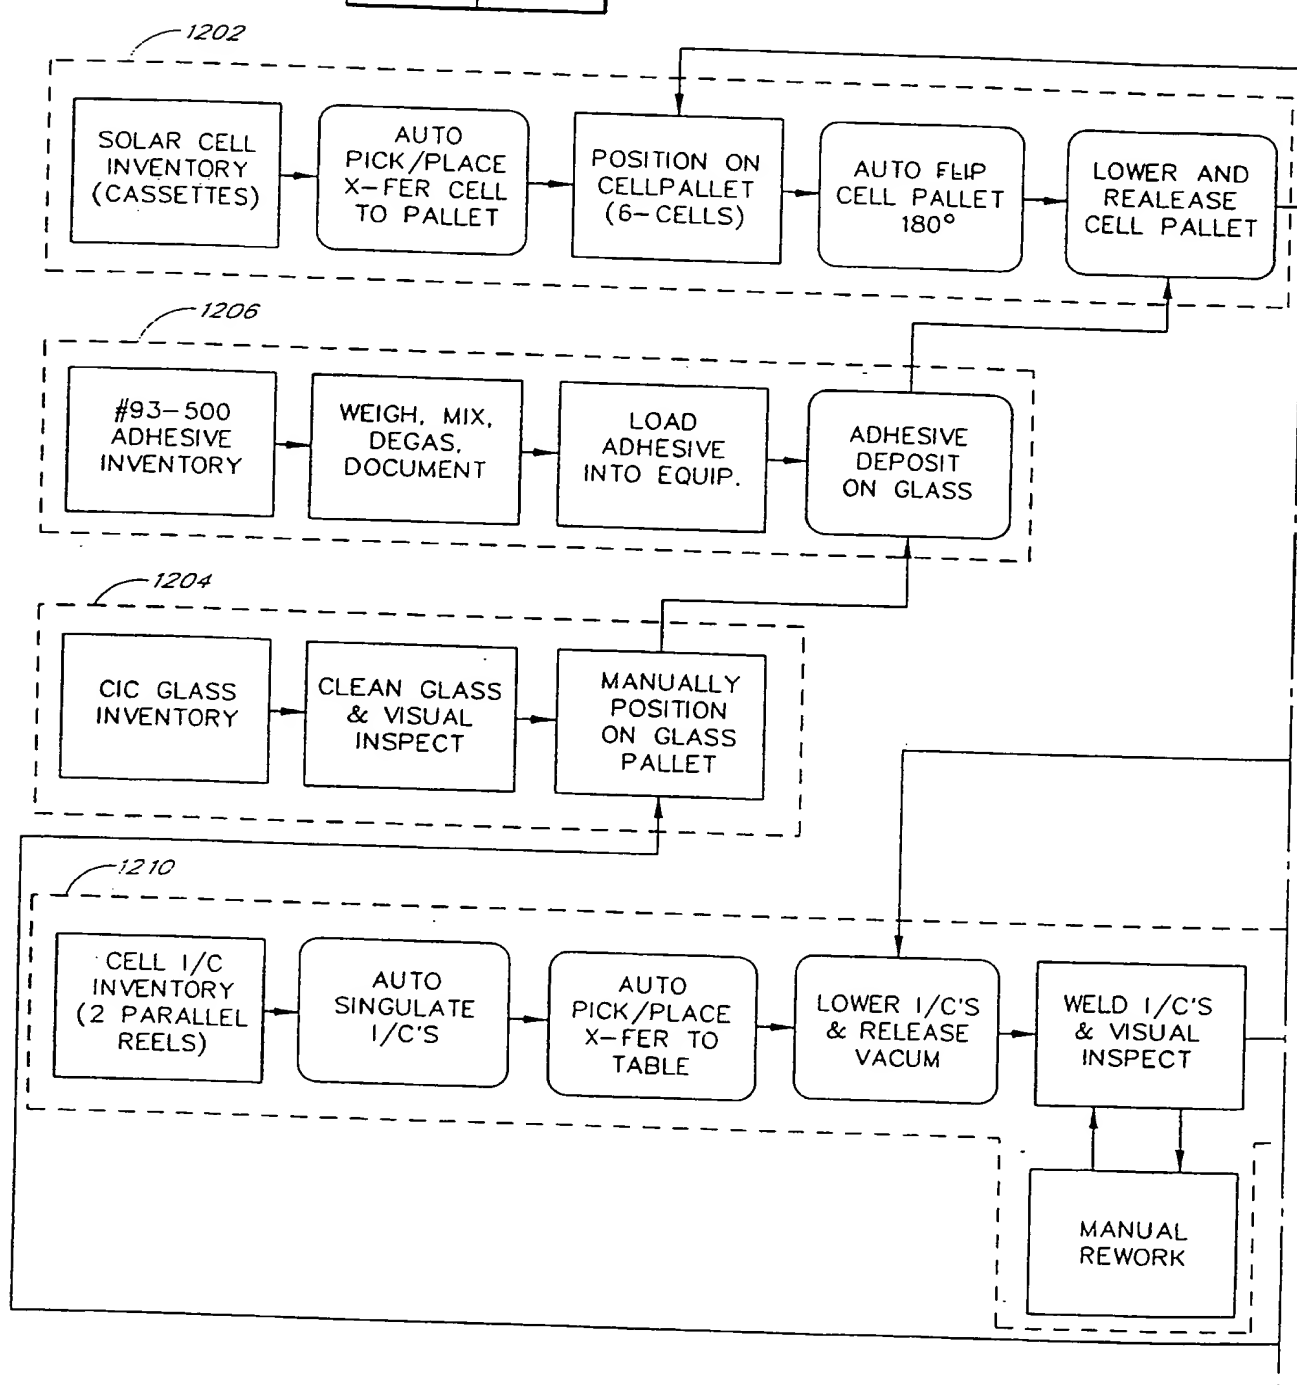 1202
SOLAR CELL
INVENTORY
(CASSETTES)
AUTO
PICK/PLACE
X-FER CELL
TO PALLET
POSITION ON
CELLPALLET
(6-CELLS)
AUTO FLIP
CELL PALLET
180°
LOWER AND
REALEASE
CELL PALLET
1206
#93-500
ADHESIVE
INVENTORY
WEIGH, MIX,
DEGAS,
DOCUMENT
LOAD
ADHESIVE
INTO EQUIP.
ADHESIVE
DEPOSIT
ON GLASS
1204
CIC GLASS
INVENTORY
CLEAN GLASS
& VISUAL
INSPECT
MANUALLY
POSITION
ON GLASS
PALLET
1210
CELL I/C
INVENTORY
(2 PARALLEL
REELS)
AUTO
SINGULATE
I/C'S
AUTO
PICK/PLACE
X-FER TO
TABLE
LOWER I/C'S
& RELEASE
VACUM
WELD I/C'S
& VISUAL
INSPECT
MANUAL
REWORK